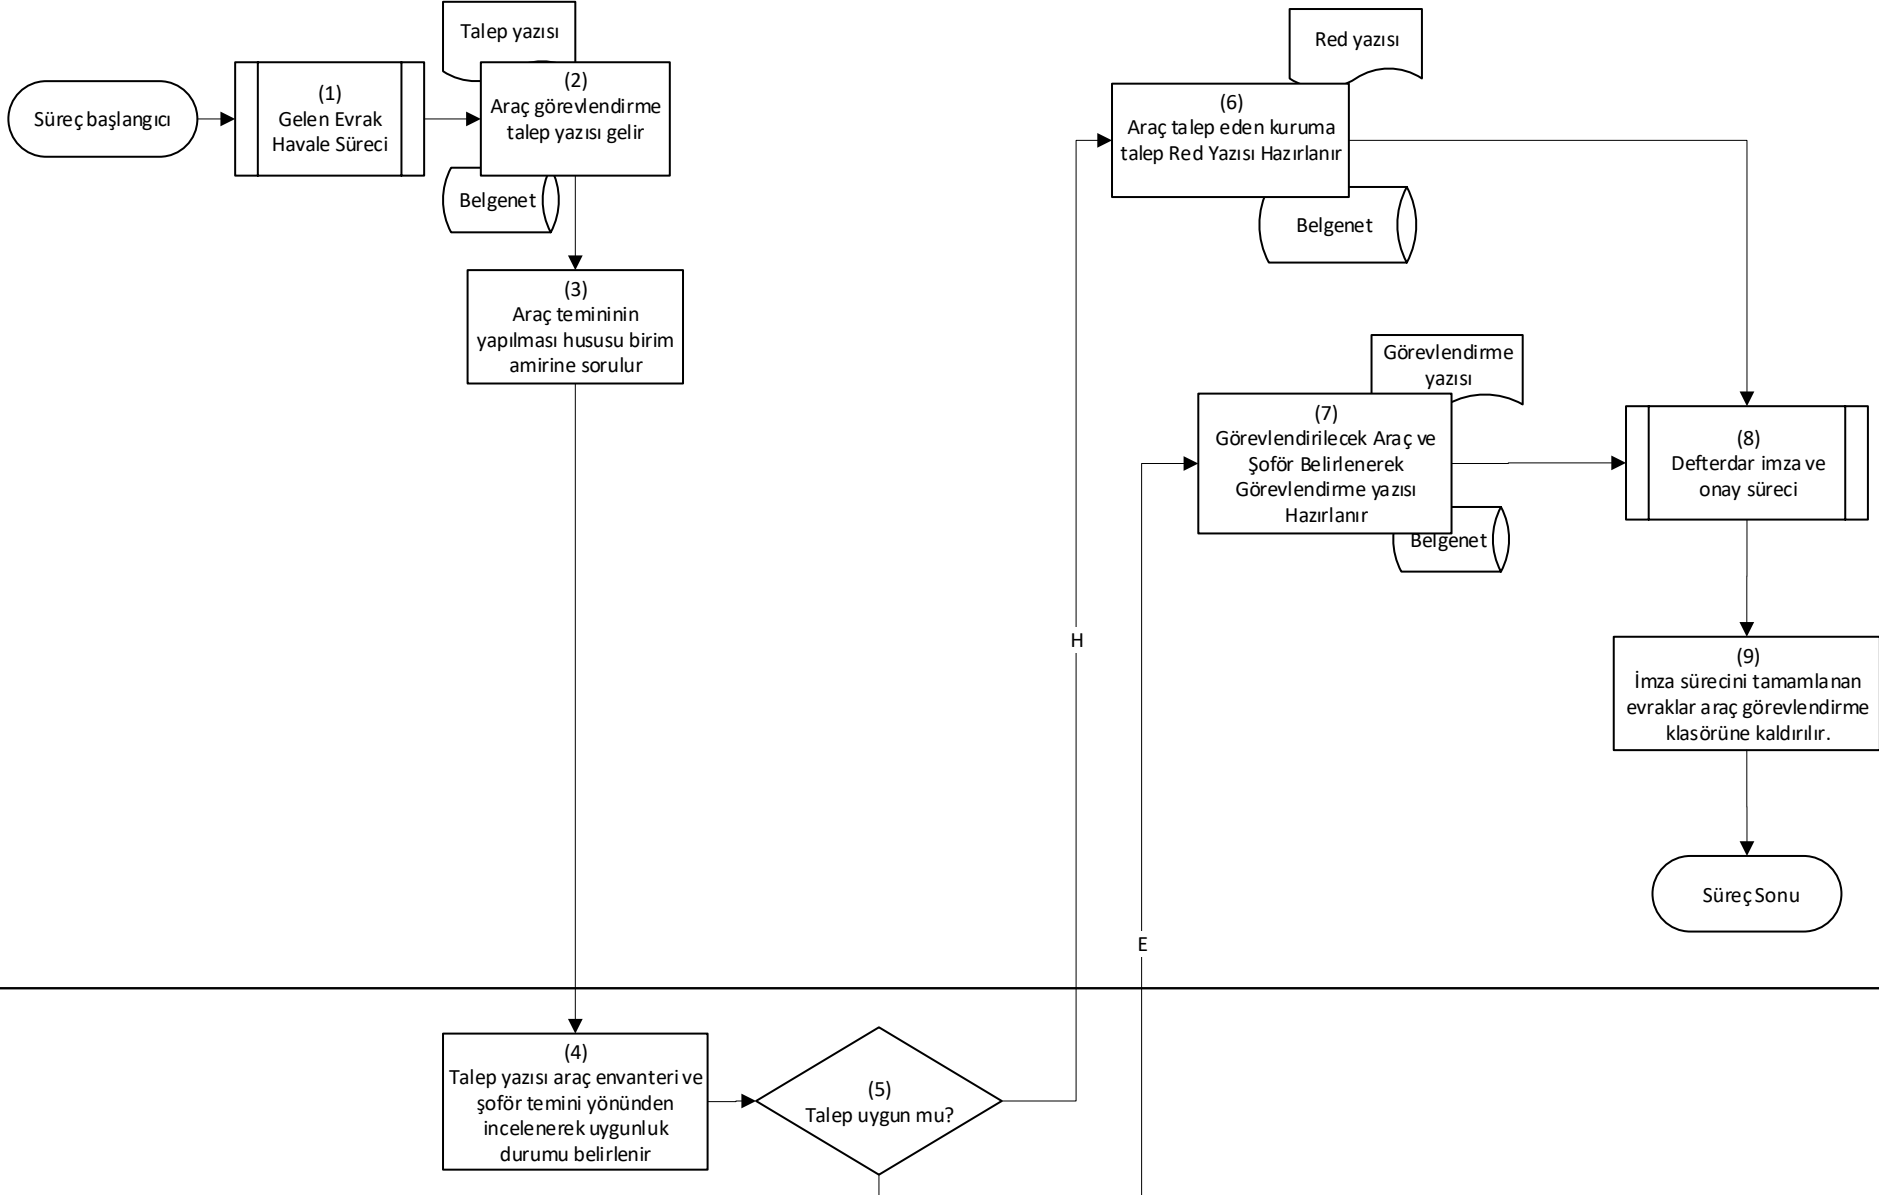 Süreç başlangıcı
(1)
Gelen Evrak
Havale Süreci
Talep yazısı
(2)
Araç görevlendirme
talep yazısı gelir
Belgenet
(3)
Araç temininin
yapılması hususu birim
amirine sorulur
(4)
Talep yazısı araç envanteri ve
şoför temini yönünden
incelenerek uygunluk
durumu belirlenir
(5)
Talep uygun mu?
H
E
Red yazısı
(6)
Araç talep eden kuruma
talep Red Yazısı Hazırlanır
Belgenet
Görevlendirme
yazısı
(7)
Görevlendirilecek Araç ve
Şoför Belirlenerek
Görevlendirme yazısı
Hazırlanır
Belgenet
(8)
Defterdar imza ve
onay süreci
(9)
İmza sürecini tamamlanan
evraklar araç görevlendirme
klasörüne kaldırılır.
Süreç Sonu